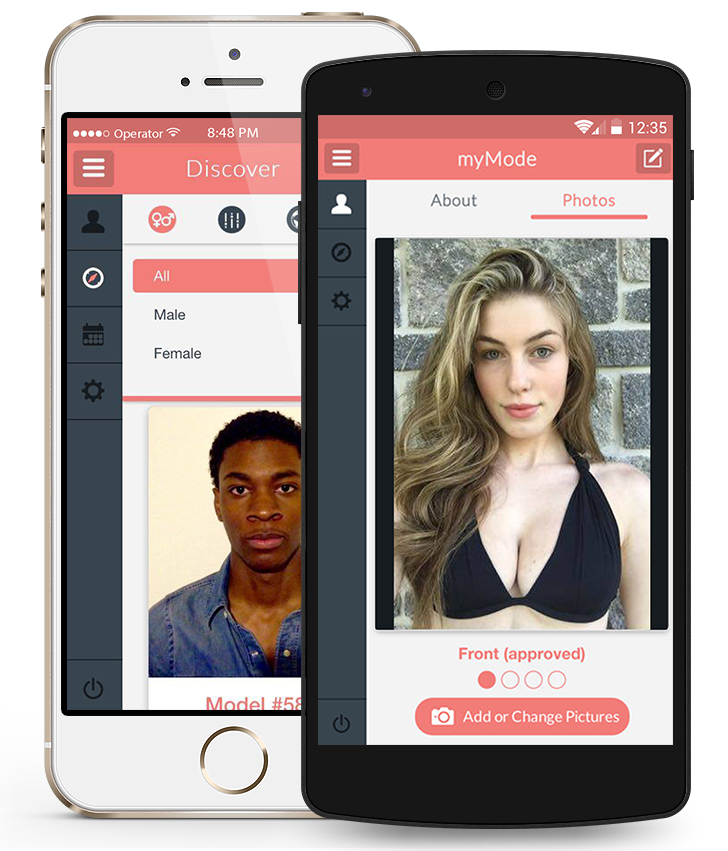 Operator
8:48 PM
Discover
All
Male
Female
Model #58
12:35
myMode
About
Photos
Front (approved)
Add or Change Pictures